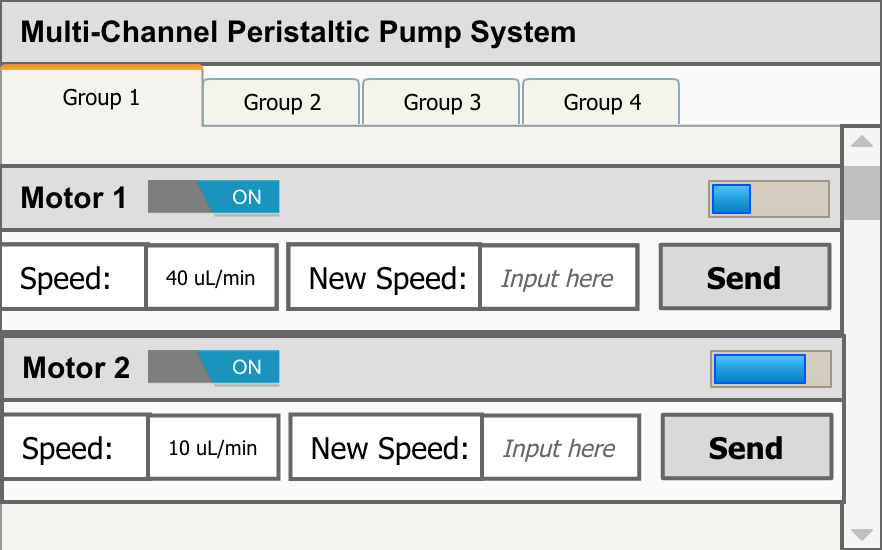 Multi-Channel Peristaltic Pump System
Group 1 Group 2 Group 3 Group 4
Motor 1 ON
Speed: 40 uL/min New Speed: Input here Send
Motor 2 ON
Speed: 10 uL/min New Speed: Input here Send